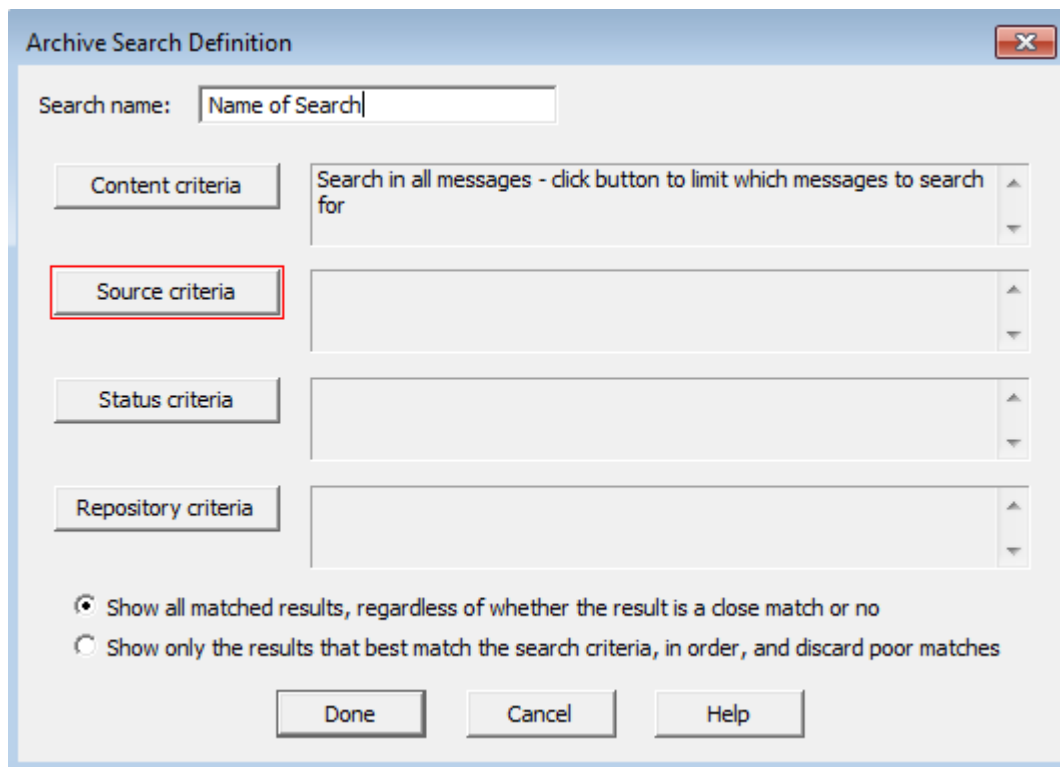 Archive Search Definition
Search name: Name of Search
Content criteria
Search in all messages - click button to limit which messages to search
for
Source criteria
Status criteria
Repository criteria
Show all matched results, regardless of whether the result is a close match or no
Show only the results that best match the search criteria, in order, and discard poor matches
Done Cancel Help